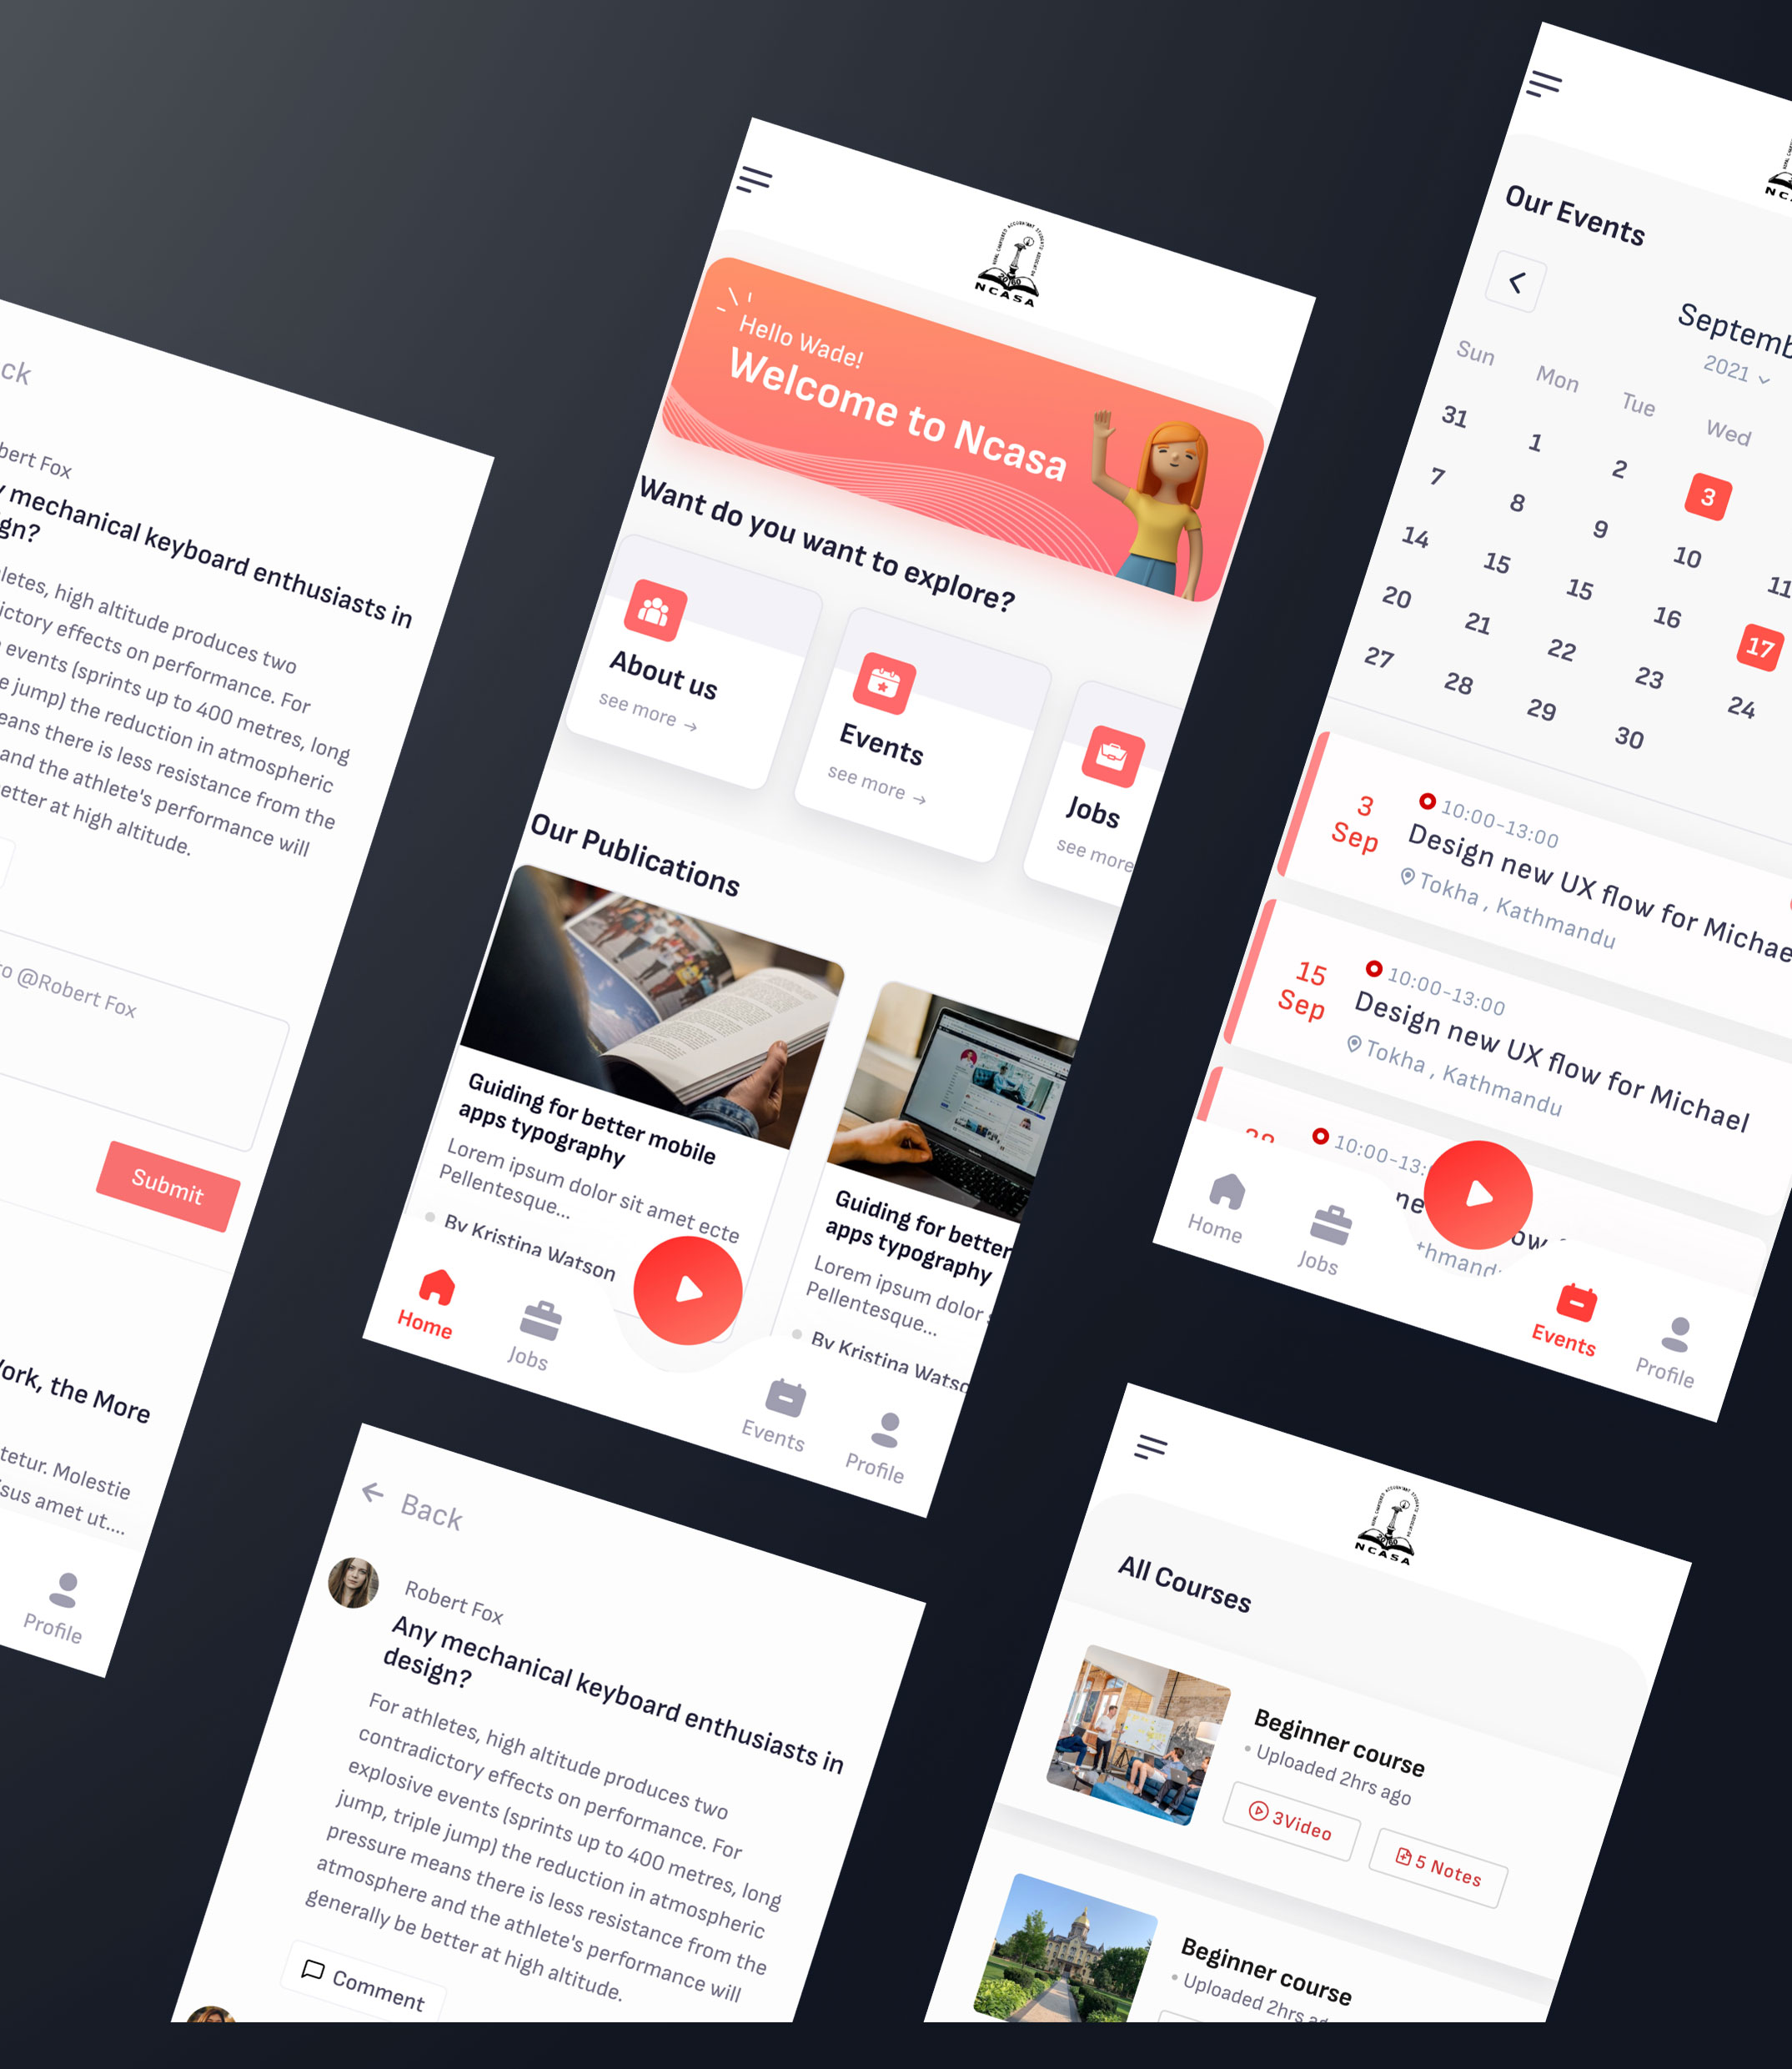 ck
bert Fox
y mechanical keyboard enthusiasts in
ign?
letes, high altitude produces two
ictory effects on performance. For
e events (sprints up to 400 metres, long
e jump) the reduction in atmospheric
eans there is less resistance from the
and the athlete's performance will
etter at high altitude.
to @Robert Fox
Submit
ork, the More
tetur. Molestie
sus amet ut....
Profile
NCASA
Hello Wade!
Welcome to Ncasa
Want do you want to explore?
About us
see more →
Events
see more →
Jobs
see more
Our Publications
Guiding for better mobile
apps typography
Lorem ipsum dolor sit amet ecte
Pellentesque...
By Kristina Watson
Guiding for better
apps typography
Lorem ipsum dolor s
Pellentesque...
By Kristina Watso
Home
Jobs
Events
Profile
NC
Our Events
Septemb
2021
Sun Mon Tue Wed
31 1 2 3
7 8 9 10 11
14 15 15 16 17
20 21 22 23 24
27 28 29 30
3
Sep
10:00-13:00
Design new UX flow for Michae
Tokha , Kathmandu
15
Sep
10:00-13:00
Design new UX flow for Michael
Tokha , Kathmandu
10:00-13:
ne
ow
thmand
Home
Jobs
Events
Profile
← Back
Robert Fox
Any mechanical keyboard enthusiasts in
design?
For athletes, high altitude produces two
contradictory effects on performance. For
explosive events (sprints up to 400 metres, long
jump, triple jump) the reduction in atmospheric
pressure means there is less resistance from the
atmosphere and the athlete's performance will
generally be better at high altitude.
Comment
NCASA
All Courses
Beginner course
• Uploaded 2hrs ago
3Video
5 Notes
Beginner course
• Uploaded 2hrs ag